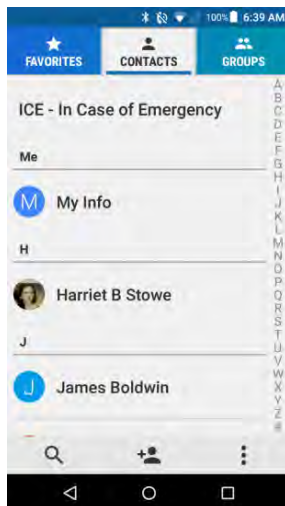 100% 6:39 AM
FAVORITES CONTACTS GROUPS
ICE - In Case of Emergency
Me
M My Info
H
Harriet B Stowe
J
J James Boldwin
A
B
C
D
E
F
G
H
I
J
K
L
M
N
O
P
Q
R
S
T
U
V
W
X
Y
Z
#